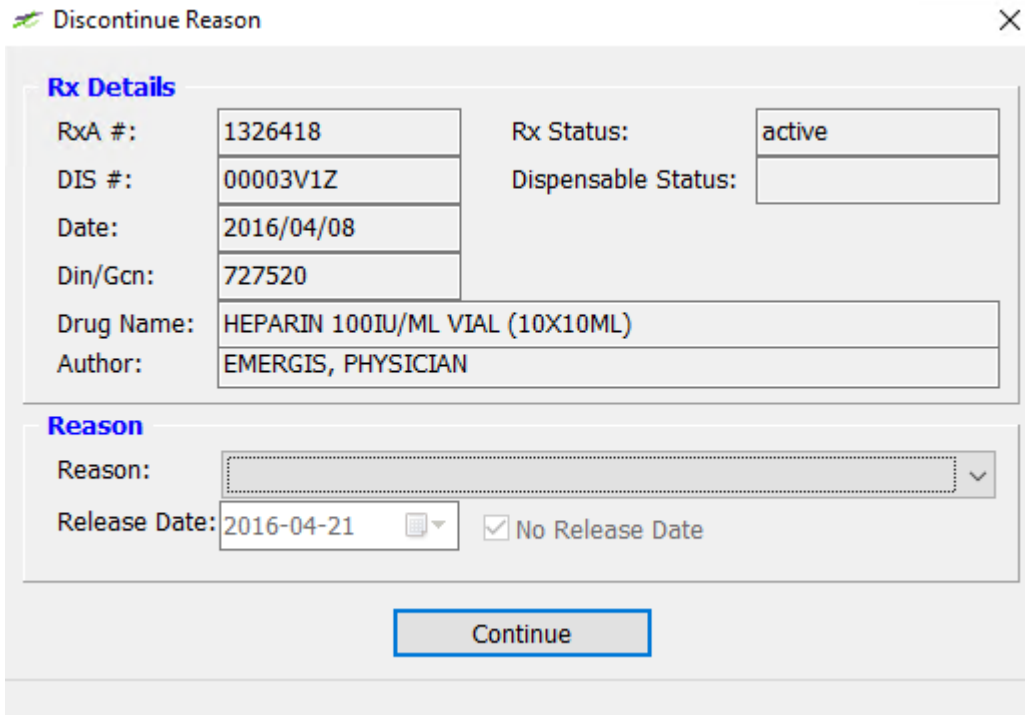 Discontinue Reason
Rx Details
RxA #: 1326418 Rx Status: active
DIS #: 00003V1Z Dispensable Status:
Date: 2016/04/08
Din/Gcn: 727520
Drug Name: HEPARIN 100IU/ML VIAL (10X10ML)
Author: EMERGIS, PHYSICIAN
Reason
Reason:
Release Date: 2016-04-21 No Release Date
Continue